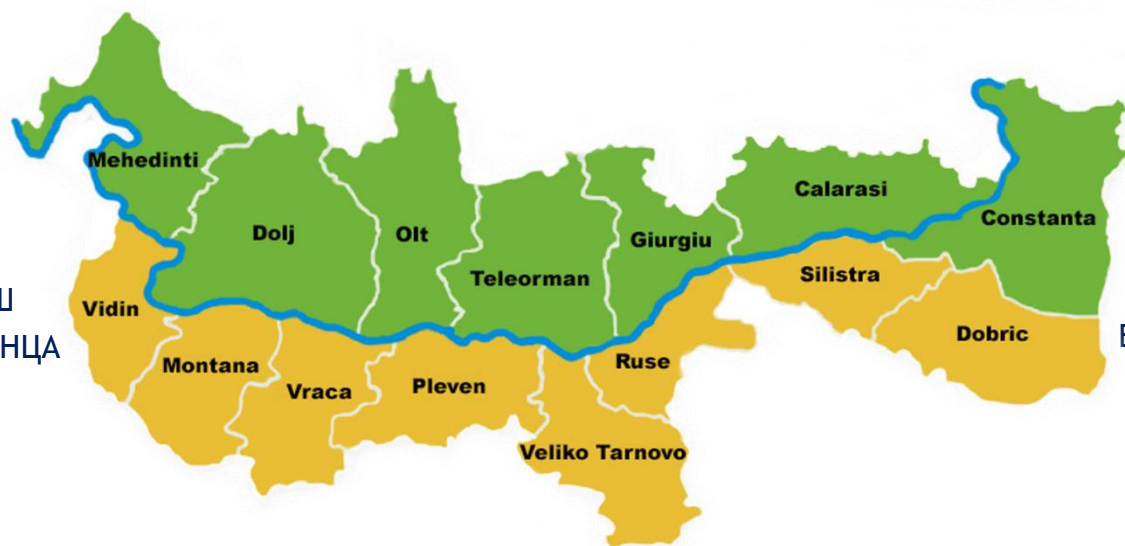 Mehedinti
Calarasi
Constanta
Dolj
Olt
Giurgiu
Teleorman
Silistra
Vidin
Dobric
Montana
Ruse
Vraca
Pleven
Veliko Tarnovo